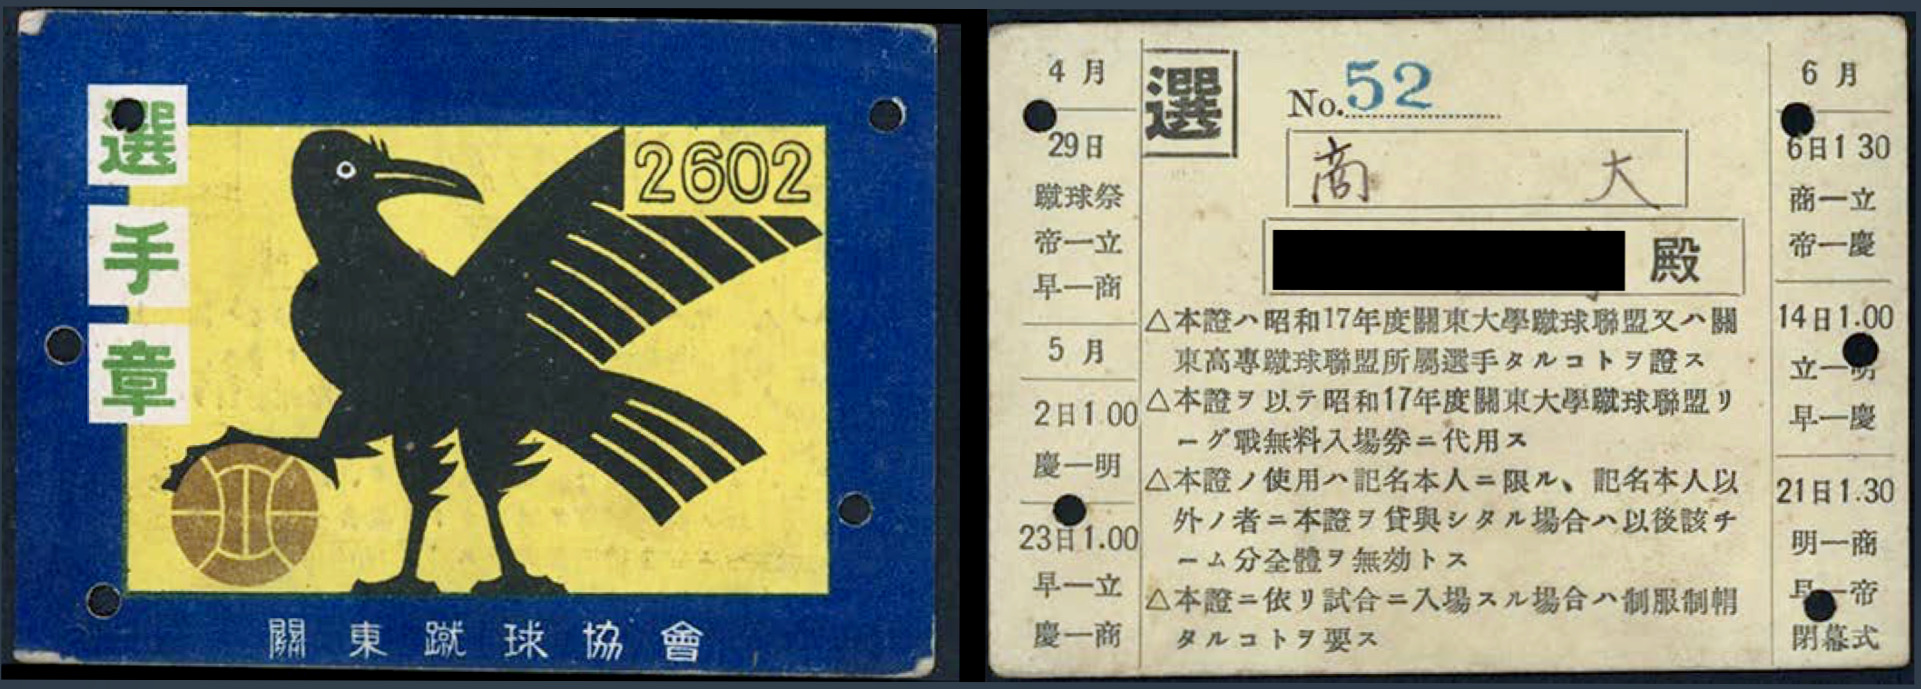 選手章
2602
關東蹴球協會
4月
29日
蹴球祭
帝—立
早—商
5月
2日1.00
慶—明
23日1.00
早—立
慶—商
選
No.52
商大
殿
△本證ハ昭和17年度關東大學蹴球聯盟又ハ關
東高專蹴球聯盟所屬選手タルコトヲ證ス
△本證ヲ以テ昭和17年度關東大學蹴球聯盟リ
ーグ戰無料入場券ニ代用ス
△本證ノ使用ハ記名本人ニ限ル、記名本人以
外ノ者ニ本證ヲ貸與シタル場合ハ以後該チ
ーム分全體ヲ無効トス
△本證ニ依リ試合ニ入場スル場合ハ制服制帽
タルコトヲ要ス
6月
6日1 30
商—立
帝—慶
14日1.00
立—明
早—慶
21日1.30
明—商
早—帝
閉幕式